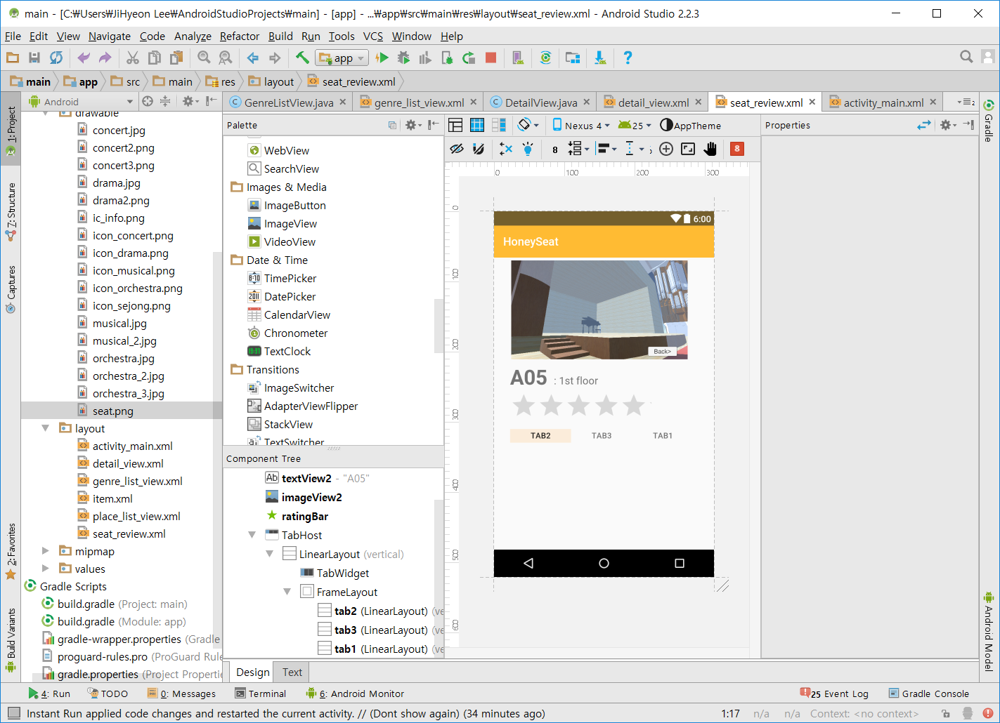 main - [C:₩Users₩JiHyeon Lee₩AndroidStudioProjects₩main] - [app] - ...₩app₩src₩main₩res₩layout₩seat_review.xml - Android Studio 2.2.3
File Edit View Navigate Code Analyze Refactor Build Run Tools VCS Window Help
app
main app src main res layout seat_review.xml
Android
GenreListView.java genre_list_view.xml DetailView.java detail_view.xml seat_review.xml activity_main.xml
1: Project
7: Structure
Captures
2: Favorites
Build Variants
drawable
concert.jpg
concert2.png
concert3.png
drama.jpg
drama2.png
ic_info.png
icon_concert.png
icon_drama.png
icon_musical.png
icon_orchestra.png
icon_sejong.png
musical.jpg
musical_2.jpg
orchestra.jpg
orchestra_2.jpg
orchestra_3.jpg
seat.png
layout
activity_main.xml
detail_view.xml
genre_list_view.xml
item.xml
place_list_view.xml
seat_review.xml
mipmap
values
Gradle Scripts
build.gradle (Project: main)
build.gradle (Module: app)
gradle-wrapper.properties (Gradle
proguard-rules.pro (ProGuard Rule
gradle.properties (Project Propertie
Palette
WebView
SearchView
Images & Media
ImageButton
ImageView
VideoView
Date & Time
TimePicker
DatePicker
CalendarView
Chronometer
TextClock
Transitions
ImageSwitcher
AdapterViewFlipper
StackView
TextSwitcher
Component Tree
textView2 - "A05"
imageView2
ratingBar
TabHost
LinearLayout (vertical)
TabWidget
FrameLayout
tab2 (LinearLayout) (ve
tab3 (LinearLayout) (ve
tab1 (LinearLayout) (ve
Design Text
Nexus 4 25 AppTheme
8 8
0 100 200 300
0
100
200
300
400
500
600
6:00
HoneySeat
Back>
A05 : 1st floor
TAB2 TAB3 TAB1
Properties
Gradle
Android Model
4: Run TODO 0: Messages Terminal 6: Android Monitor 25 Event Log Gradle Console
Instant Run applied code changes and restarted the current activity. // (Dont show again) (34 minutes ago) 1:17 n/a n/a Context: <no context>